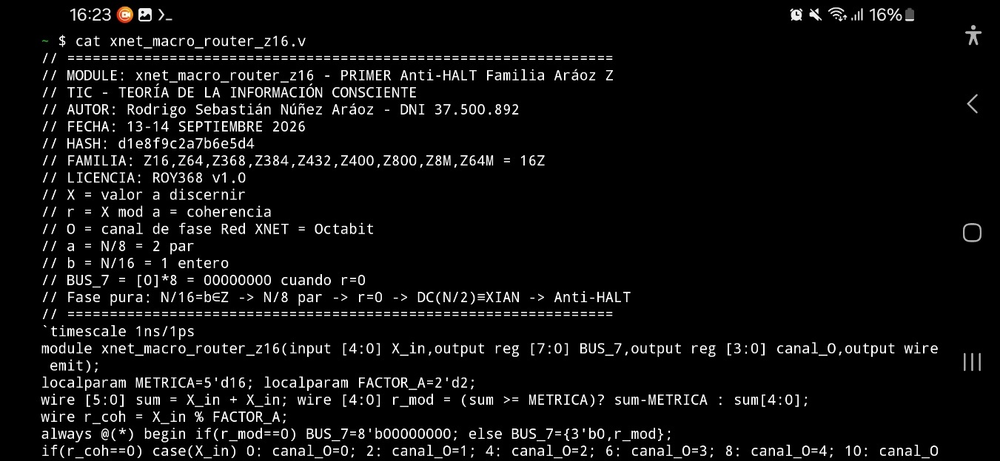 16:23 16%
~ $ cat xnet_macro_router_z16.v
// ================================================================
// MODULE: xnet_macro_router_z16 - PRIMER Anti-HALT Familia Aráoz Z
// TIC - TEORÍA DE LA INFORMACIÓN CONSCIENTE
// AUTOR: Rodrigo Sebastián Núñez Aráoz - DNI 37.500.892
// FECHA: 13-14 SEPTIEMBRE 2026
// HASH: d1e8f9c2a7b6e5d4
// FAMILIA: Z16,Z64,Z368,Z384,Z432,Z400,Z800,Z8M,Z64M = 16Z
// LICENCIA: ROY368 v1.0
// X = valor a discernir
// r = X mod a = coherencia
// O = canal de fase Red XNET = Octabit
// a = N/8 = 2 par
// b = N/16 = 1 entero
// BUS_7 = [0]*8 = 00000000 cuando r=0
// Fase pura: N/16=b∈Z -> N/8 par -> r=0 -> DC(N/2)≡XIAN -> Anti-HALT
// ================================================================
`timescale 1ns/1ps
module xnet_macro_router_z16(input [4:0] X_in,output reg [7:0] BUS_7,output reg [3:0] canal_O,output wire
 emit);
localparam METRICA=5'd16; localparam FACTOR_A=2'd2;
wire [5:0] sum = X_in + X_in; wire [4:0] r_mod = (sum >= METRICA)? sum-METRICA : sum[4:0];
wire r_coh = X_in % FACTOR_A;
always @(*) begin if(r_mod==0) BUS_7=8'b00000000; else BUS_7={3'b0,r_mod};
if(r_coh==0) case(X_in) 0: canal_O=0; 2: canal_O=1; 4: canal_O=2; 6: canal_O=3; 8: canal_O=4; 10: canal_O